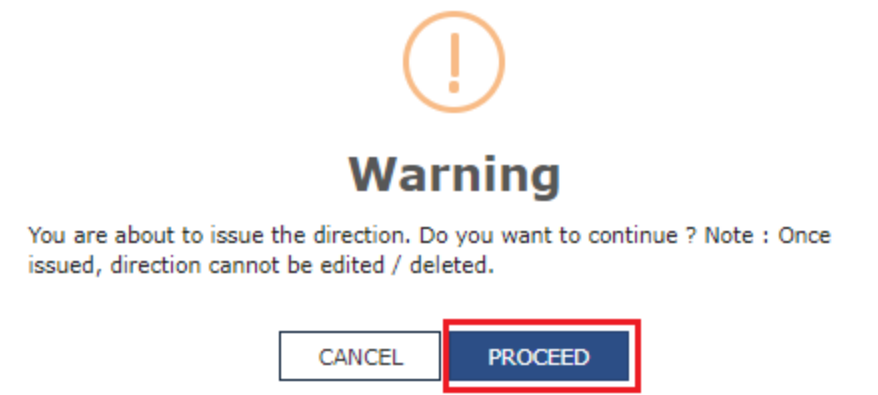 Warning
You are about to issue the direction. Do you want to continue ? Note : Once
issued, direction cannot be edited / deleted.
CANCEL PROCEED